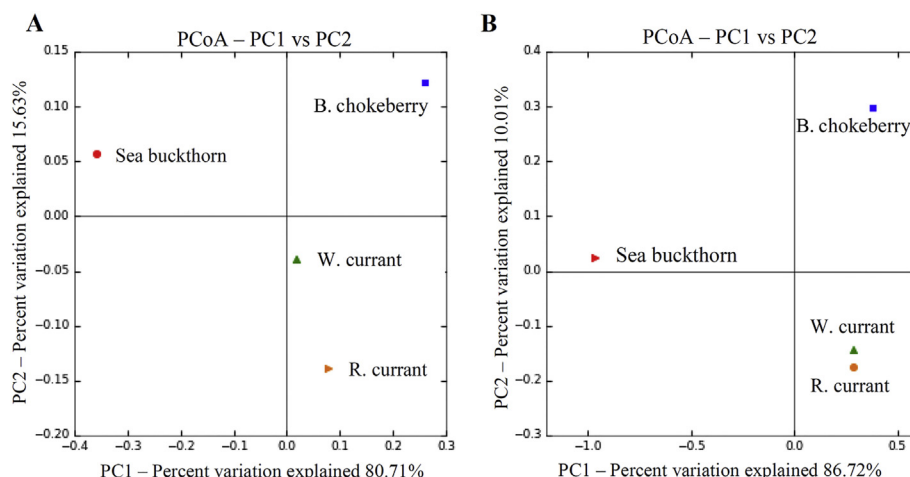 A
PCoA – PC1 vs PC2
PC2 – Percent variation explained 15.63%
0.15
0.10
0.05
0.00
−0.05
−0.10
−0.15
−0.20
B. chokeberry
Sea buckthorn
W. currant
R. currant
−0.4 −0.3 −0.2 −0.1 0.0 0.1 0.2 0.3
PC1 – Percent variation explained 80.71%
B
PCoA – PC1 vs PC2
PC2 – Percent variation explained 10.01%
0.4
0.3
0.2
0.1
0.0
−0.1
−0.2
−0.3
B. chokeberry
Sea buckthorn
W. currant
R. currant
−1.0 −0.5 0.0 0.5
PC1 – Percent variation explained 86.72%